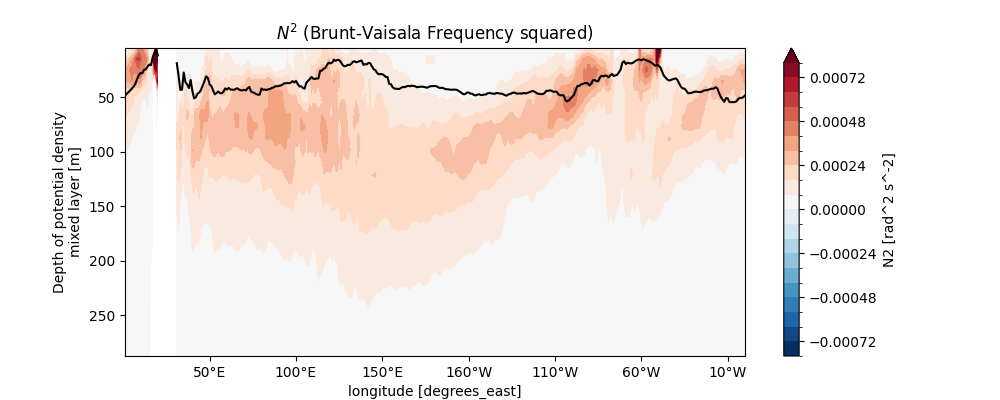 N² (Brunt-Vaisala Frequency squared)
Depth of potential density
mixed layer [m]
50
100
150
200
250
50°E
100°E
150°E
160°W
110°W
60°W
10°W
longitude [degrees_east]
0.00072
0.00048
0.00024
0.00000
−0.00024
−0.00048
−0.00072
N2 [rad^2 s^-2]